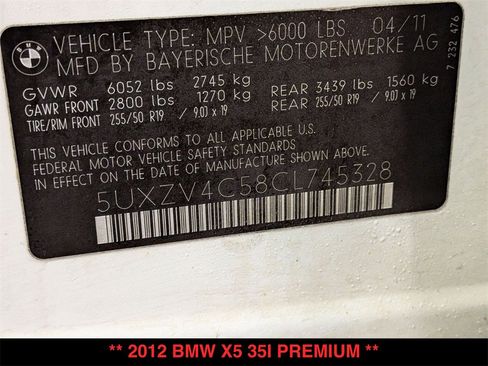 VEHICLE TYPE: MPV >6000 LBS 04/11
MFD BY BAYERISCHE MOTORENWERKE AG
GVWR 6052 lbs 2745 kg
GAWR FRONT 2800 lbs 1270 kg REAR 3439 lbs 1560 kg
TIRE/RIM FRONT 255/50 R19 / 9.0J x 19 REAR 255/50 R19 / 9.0J x 19
THIS VEHICLE CONFORMS TO ALL APPLICABLE U.S.
FEDERAL MOTOR VEHICLE SAFETY STANDARDS IN EFFECT
ON THE DATE OF MANUFACTURE SHOWN ABOVE.
5UXZV4C58CL745328
7 232 476
BMW
** 2012 BMW X5 35I PREMIUM **